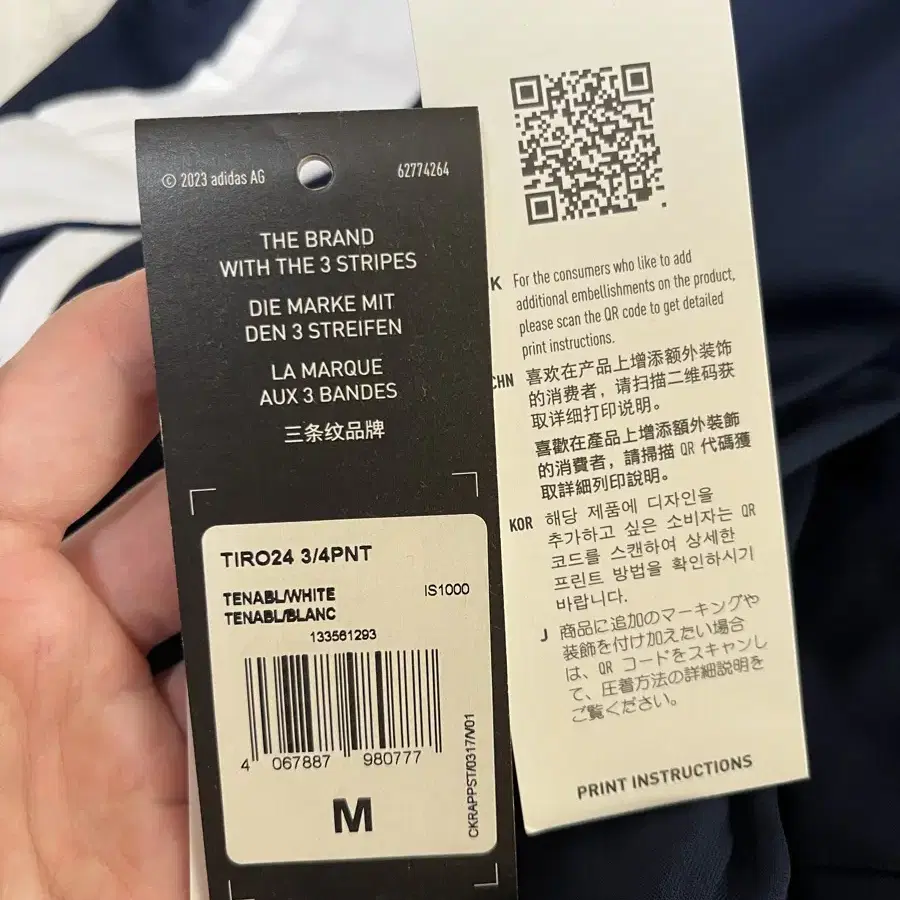 © 2023 adidas AG
62774264
THE BRAND
WITH THE 3 STRIPES
DIE MARKE MIT
DEN 3 STREIFEN
LA MARQUE
AUX 3 BANDES
三条纹品牌
TIRO24 3/4PNT
TENABL/WHITE
IS1000
TENABL/BLANC
133561293
4 067887 980777
CKRAPPST/0317/V01
M
K For the consumers who like to add
additional embellishments on the product,
please scan the QR code to get detailed
print instructions.
CHN 喜欢在产品上增添额外装饰
的消费者，请扫描二维码获
取详细打印说明。
喜歡在產品上增添額外裝飾
的消費者，請掃描 QR 代碼獲
取詳細列印說明。
KOR 해당 제품에 디자인을
추가하고 싶은 소비자는 QR
코드를 스캔하여 상세한
프린트 방법을 확인하시기
바랍니다.
J 商品に追加のマーキングや
装飾を付け加えたい場合
は、QR コードをスキャンし
て、圧着方法の詳細説明を
ご覧ください。
PRINT INSTRUCTIONS